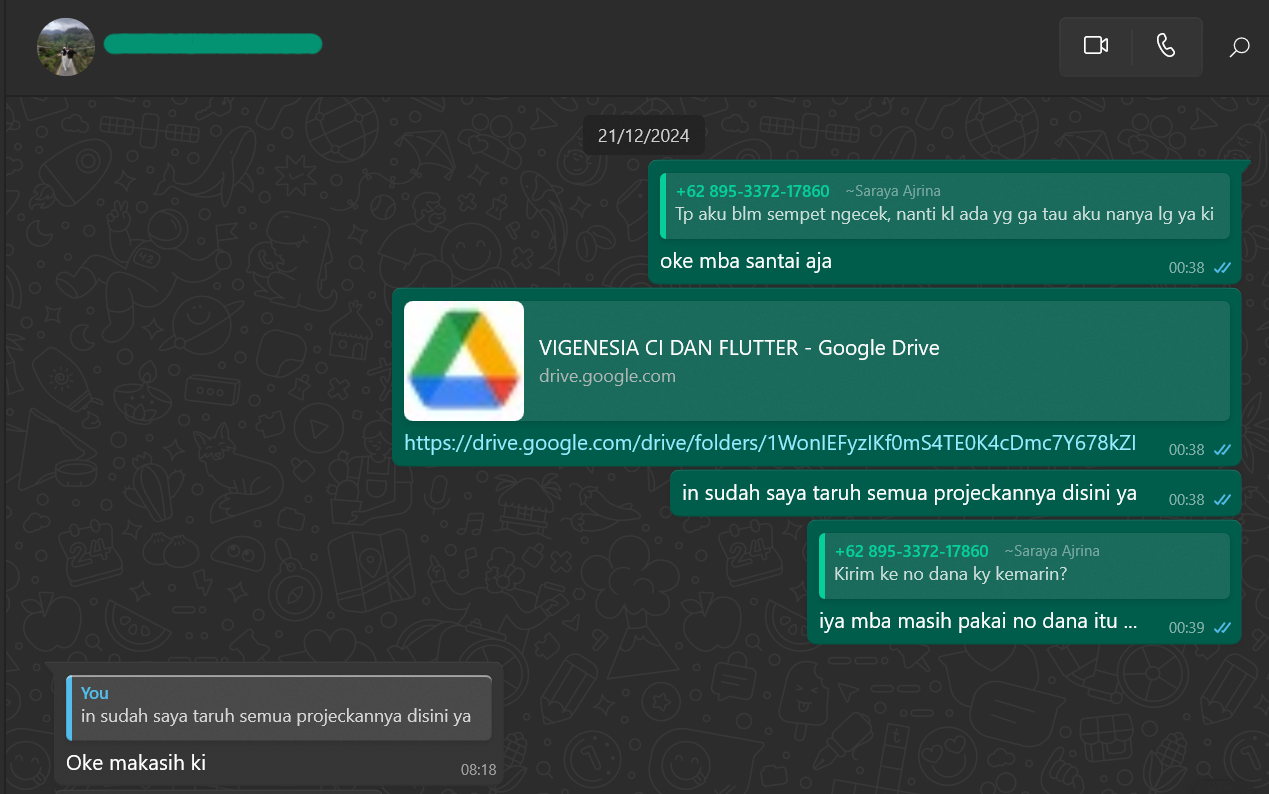 21/12/2024
+62 895-3372-17860 ~Saraya Ajrina
Tp aku blm sempet ngecek, nanti kl ada yg ga tau aku nanya lg ya ki
oke mba santai aja
00:38
VIGENESIA CI DAN FLUTTER - Google Drive
drive.google.com
https://drive.google.com/drive/folders/1WonIEFyzIKf0mS4TE0K4cDmc7Y678kZI
00:38
in sudah saya taruh semua projeckannya disini ya
00:38
+62 895-3372-17860 ~Saraya Ajrina
Kirim ke no dana ky kemarin?
iya mba masih pakai no dana itu ...
00:39
You
in sudah saya taruh semua projeckannya disini ya
Oke makasih ki
08:18